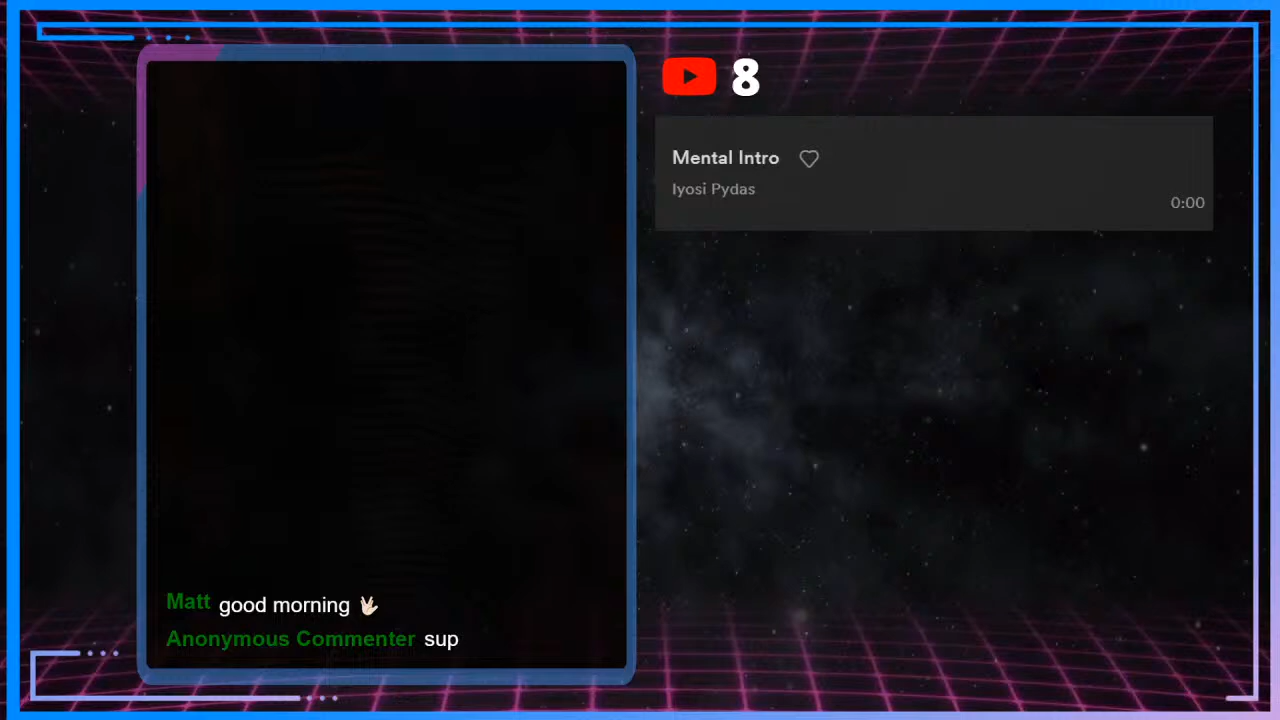 8
Mental Intro
Iyosi Pydas
0:00
Matt good morning 🖖🏻
Anonymous Commenter sup